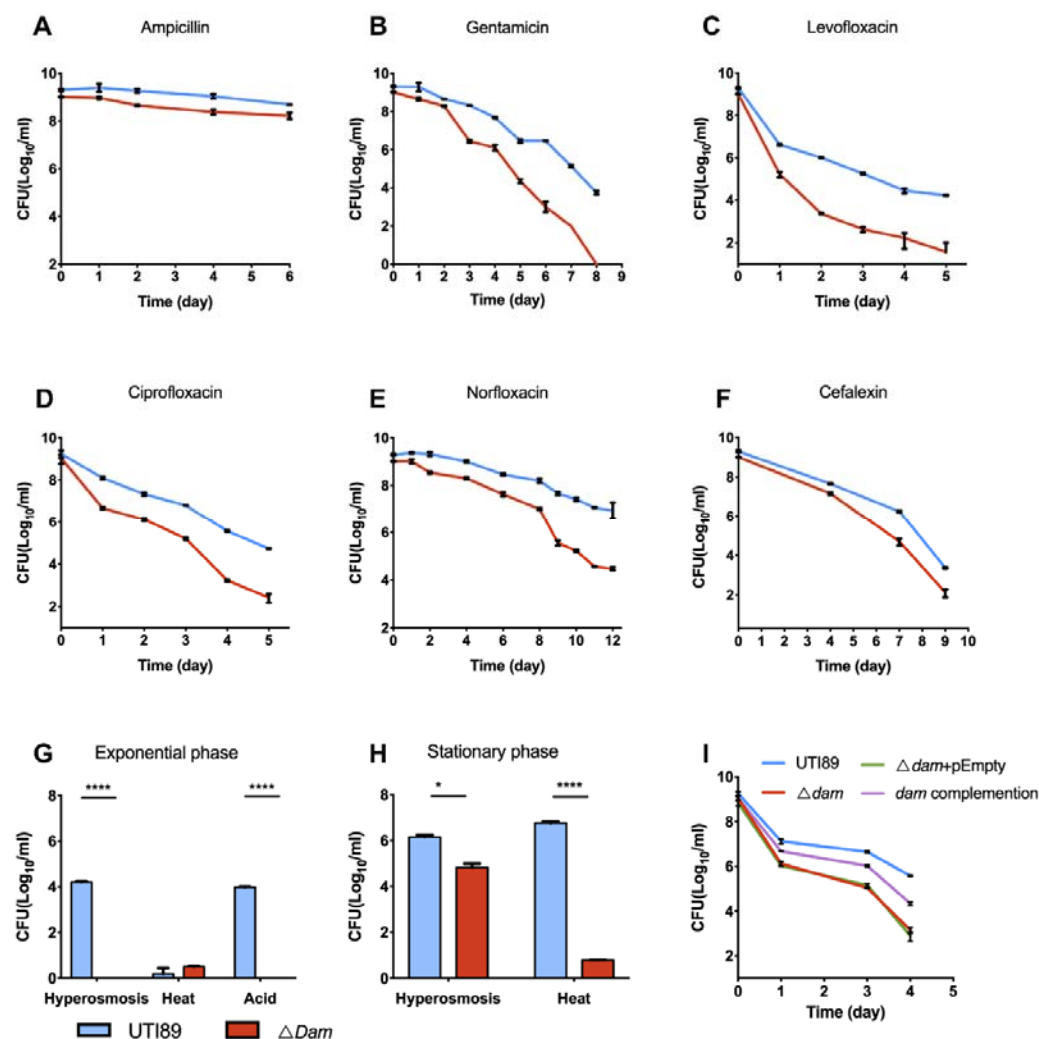 A Ampicillin
CFU(Log10/ml)
10
8
6
4
2
0 1 2 3 4 5 6
Time (day)
B Gentamicin
CFU(Log10/ml)
10
8
6
4
2
0
0 1 2 3 4 5 6 7 8 9
Time (day)
C Levofloxacin
CFU(Log10/ml)
10
8
6
4
2
0 1 2 3 4 5
Time (day)
D Ciprofloxacin
CFU(Log10/ml)
10
8
6
4
2
0 1 2 3 4 5
Time (day)
E Norfloxacin
CFU(Log10/ml)
10
8
6
4
2
0 2 4 6 8 10 12
Time (day)
F Cefalexin
CFU(Log10/ml)
10
8
6
4
2
0 1 2 3 4 5 6 7 8 9 10
Time (day)
G Exponential phase
CFU(Log10/ml)
8
6
4
2
0
**** ****
Hyperosmosis Heat Acid
H Stationary phase
CFU(Log10/ml)
8
6
4
2
0
* ****
Hyperosmosis Heat
UTI89 △Dam
I
UTI89 △dam+pEmpty
△dam dam complemention
CFU(Log10/ml)
10
8
6
4
2
0 1 2 3 4 5
Time (day)